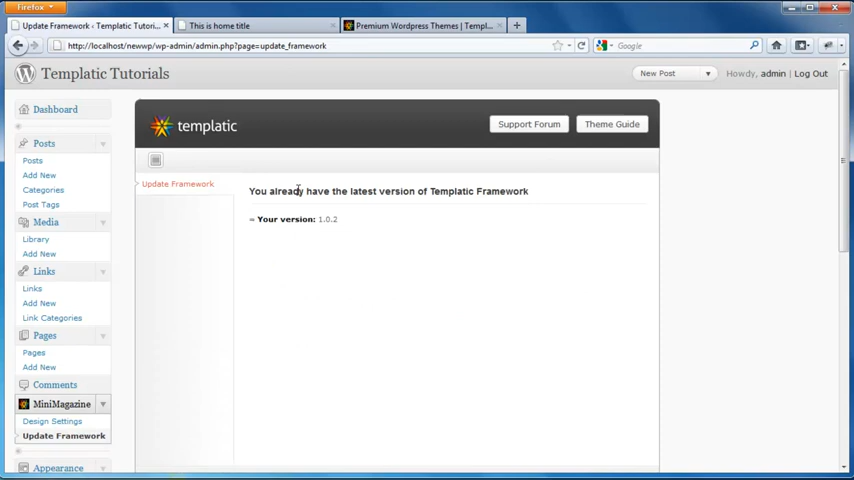 Firefox
Update Framework ‹ Templatic Tutori...
This is home title
Premium Wordpress Themes | Templ...
http://localhost/newwp/wp-admin/admin.php?page=update_framework
Google
Templatic Tutorials
New Post
Howdy, admin | Log Out
Dashboard
Posts
Posts
Add New
Categories
Post Tags
Media
Library
Add New
Links
Links
Add New
Link Categories
Pages
Pages
Add New
Comments
MiniMagazine
Design Settings
Update Framework
Appearance
templatic
Support Forum
Theme Guide
Update Framework
You already have the latest version of Templatic Framework
Your version: 1.0.2